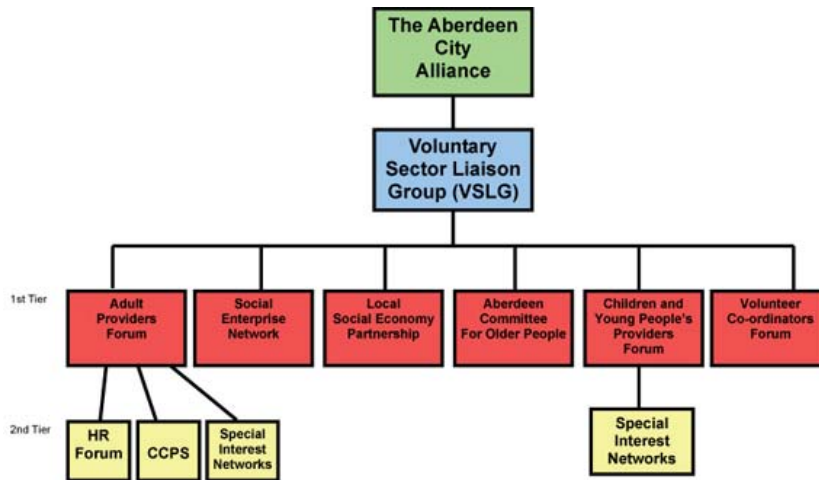 The Aberdeen
City
Alliance
Voluntary
Sector Liaison
Group (VSLG)
1st Tier
Adult
Providers
Forum
Social
Enterprise
Network
Local
Social Economy
Partnership
Aberdeen
Committee
For Older People
Children and
Young People's
Providers
Forum
Volunteer
Co-ordinators
Forum
2nd Tier
HR
Forum
CCPS
Special
Interest
Networks
Special
Interest
Networks